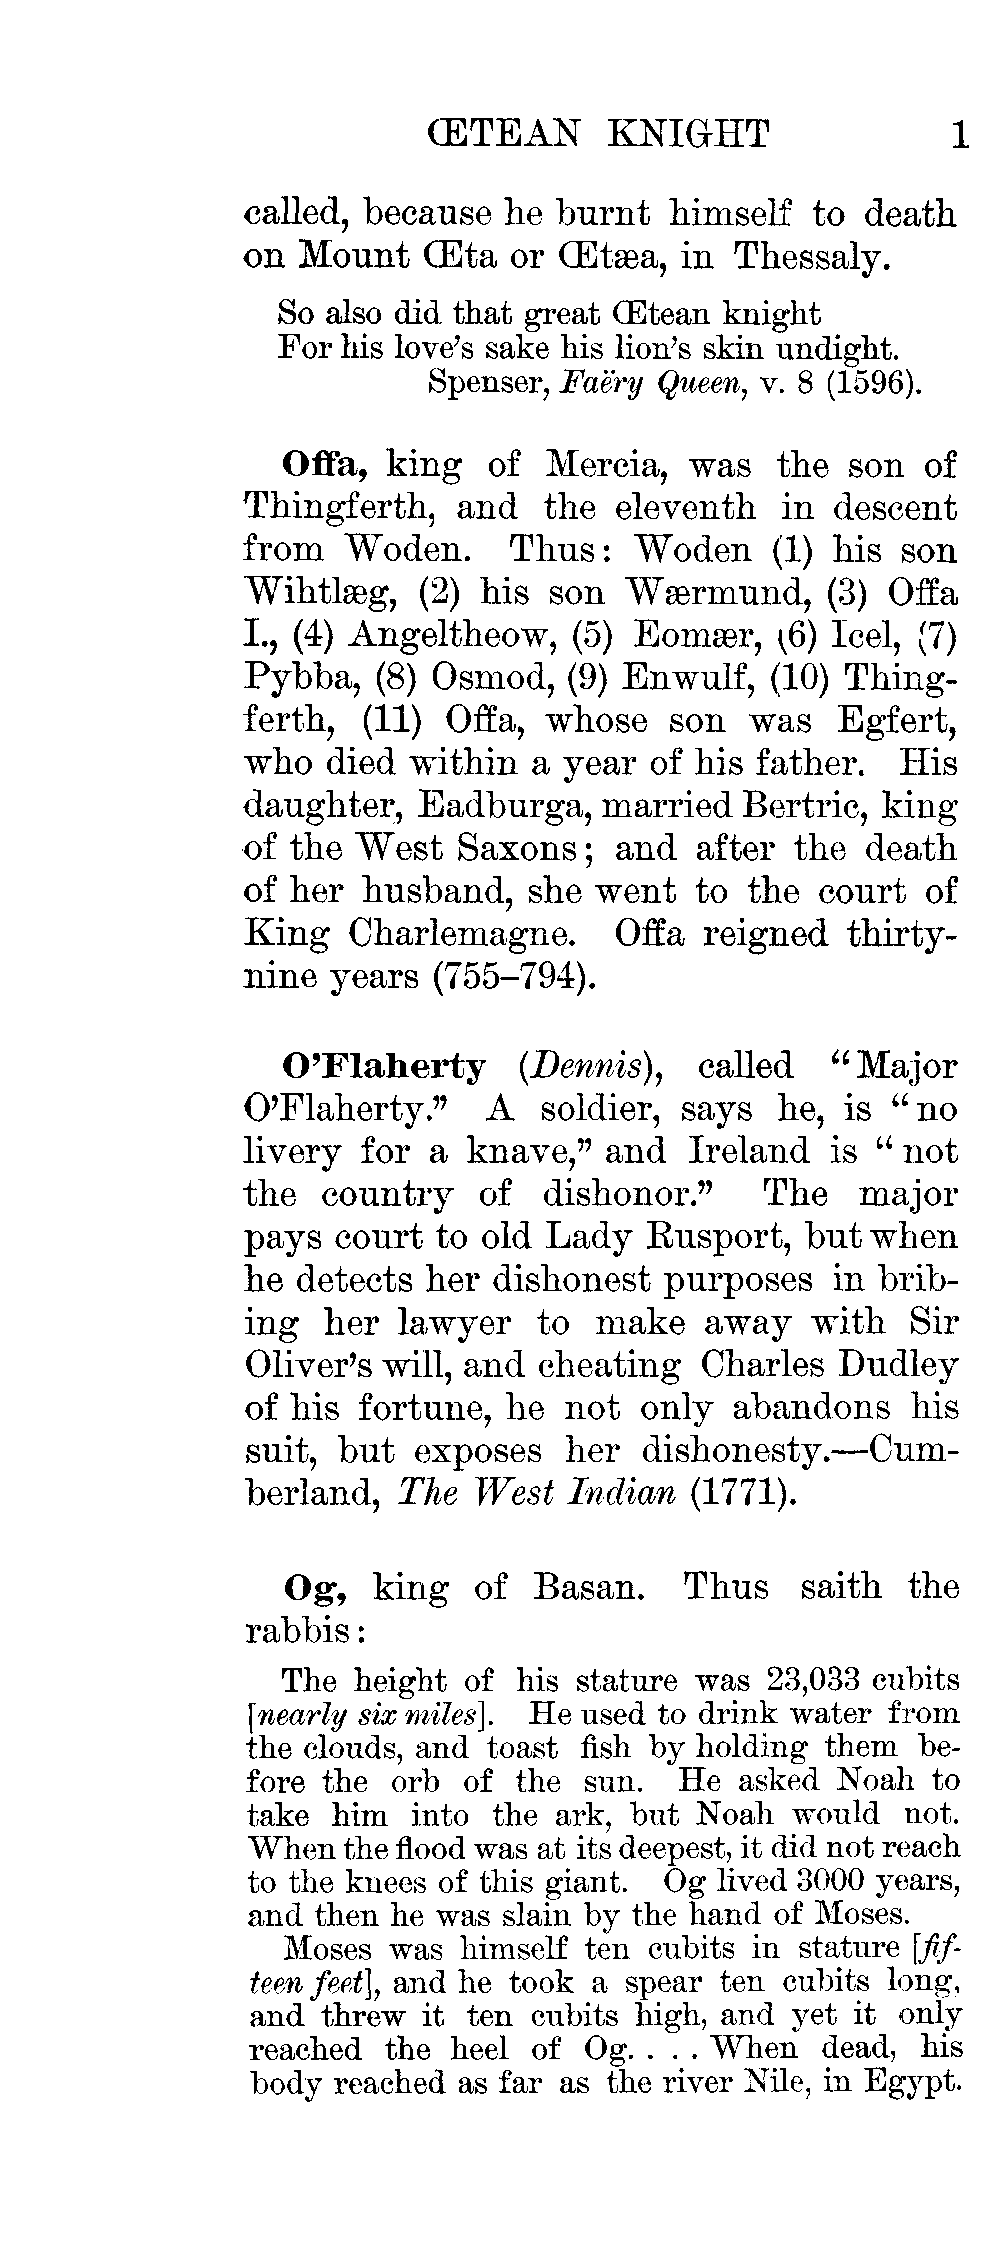 ŒTEAN KNIGHT 1
called, because he burnt himself to death
on Mount Œta or Œtæa, in Thessaly.
So also did that great Œtean knight
For his love's sake his lion's skin undight.
Spenser, Faëry Queen, v. 8 (1596).
Offa, king of Mercia, was the son of
Thingferth, and the eleventh in descent
from Woden. Thus: Woden (1) his son
Wihtlæg, (2) his son Wærmund, (3) Offa
I., (4) Angeltheow, (5) Eomær, (6) Icel, (7)
Pybba, (8) Osmod, (9) Enwulf, (10) Thing-
ferth, (11) Offa, whose son was Egfert,
who died within a year of his father. His
daughter, Eadburga, married Bertric, king
of the West Saxons; and after the death
of her husband, she went to the court of
King Charlemagne. Offa reigned thirty-
nine years (755–794).
O'Flaherty (Dennis), called "Major
O'Flaherty." A soldier, says he, is "no
livery for a knave," and Ireland is "not
the country of dishonor." The major
pays court to old Lady Rusport, but when
he detects her dishonest purposes in brib-
ing her lawyer to make away with Sir
Oliver's will, and cheating Charles Dudley
of his fortune, he not only abandons his
suit, but exposes her dishonesty.—Cum-
berland, The West Indian (1771).
Og, king of Basan. Thus saith the
rabbis:
The height of his stature was 23,033 cubits
[nearly six miles]. He used to drink water from
the clouds, and toast fish by holding them be-
fore the orb of the sun. He asked Noah to
take him into the ark, but Noah would not.
When the flood was at its deepest, it did not reach
to the knees of this giant. Og lived 3000 years,
and then he was slain by the hand of Moses.
Moses was himself ten cubits in stature [fif-
teen feet], and he took a spear ten cubits long,
and threw it ten cubits high, and yet it only
reached the heel of Og. . . . When dead, his
body reached as far as the river Nile, in Egypt.